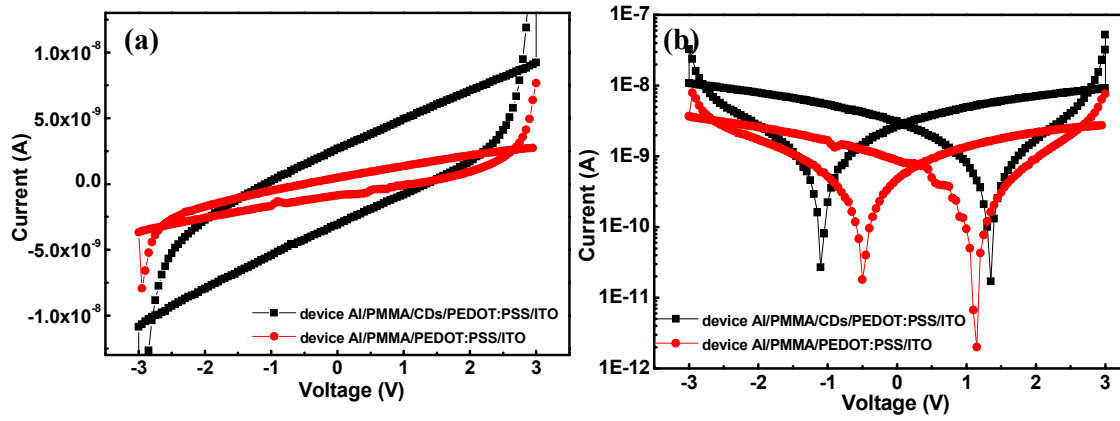 (a)
Current (A)
1.0x10⁻⁸
5.0x10⁻⁹
0.0
-5.0x10⁻⁹
-1.0x10⁻⁸
device Al/PMMA/CDs/PEDOT:PSS/ITO
device Al/PMMA/PEDOT:PSS/ITO
-3 -2 -1 0 1 2 3
Voltage (V)
(b)
Current (A)
1E-7
1E-8
1E-9
1E-10
1E-11
1E-12
device Al/PMMA/CDs/PEDOT:PSS/ITO
device Al/PMMA/PEDOT:PSS/ITO
-3 -2 -1 0 1 2 3
Voltage (V)